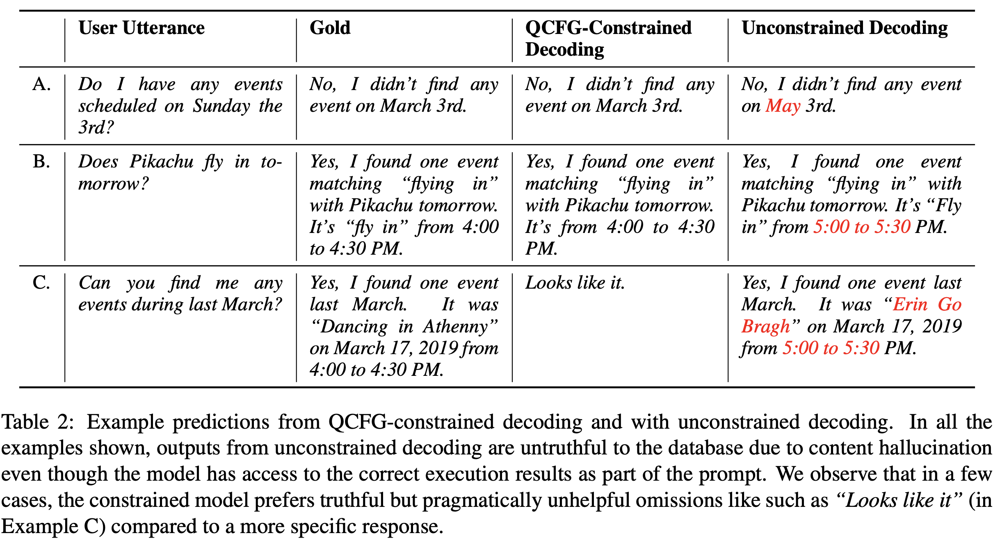 User Utterance
Gold
QCFG-Constrained
Decoding
Unconstrained Decoding
A.
Do I have any events
scheduled on Sunday the
3rd?
No, I didn’t find any
event on March 3rd.
No, I didn’t find any
event on March 3rd.
No, I didn’t find any event
on May 3rd.
B.
Does Pikachu fly in to-
morrow?
Yes, I found one event
matching “flying in”
with Pikachu tomorrow.
It’s “fly in” from 4:00
to 4:30 PM.
Yes, I found one event
matching “flying in”
with Pikachu tomorrow.
It’s from 4:00 to 4:30
PM.
Yes, I found one event
matching “flying in” with
Pikachu tomorrow. It’s “Fly
in” from 5:00 to 5:30 PM.
C.
Can you find me any
events during last March?
Yes, I found one event
last March. It was
“Dancing in Athenny”
on March 17, 2019 from
4:00 to 4:30 PM.
Looks like it.
Yes, I found one event last
March. It was “Erin Go
Bragh” on March 17, 2019
from 5:00 to 5:30 PM.
Table 2: Example predictions from QCFG-constrained decoding and with unconstrained decoding. In all the
examples shown, outputs from unconstrained decoding are untruthful to the database due to content hallucination
even though the model has access to the correct execution results as part of the prompt. We observe that in a few
cases, the constrained model prefers truthful but pragmatically unhelpful omissions like such as “Looks like it” (in
Example C) compared to a more specific response.